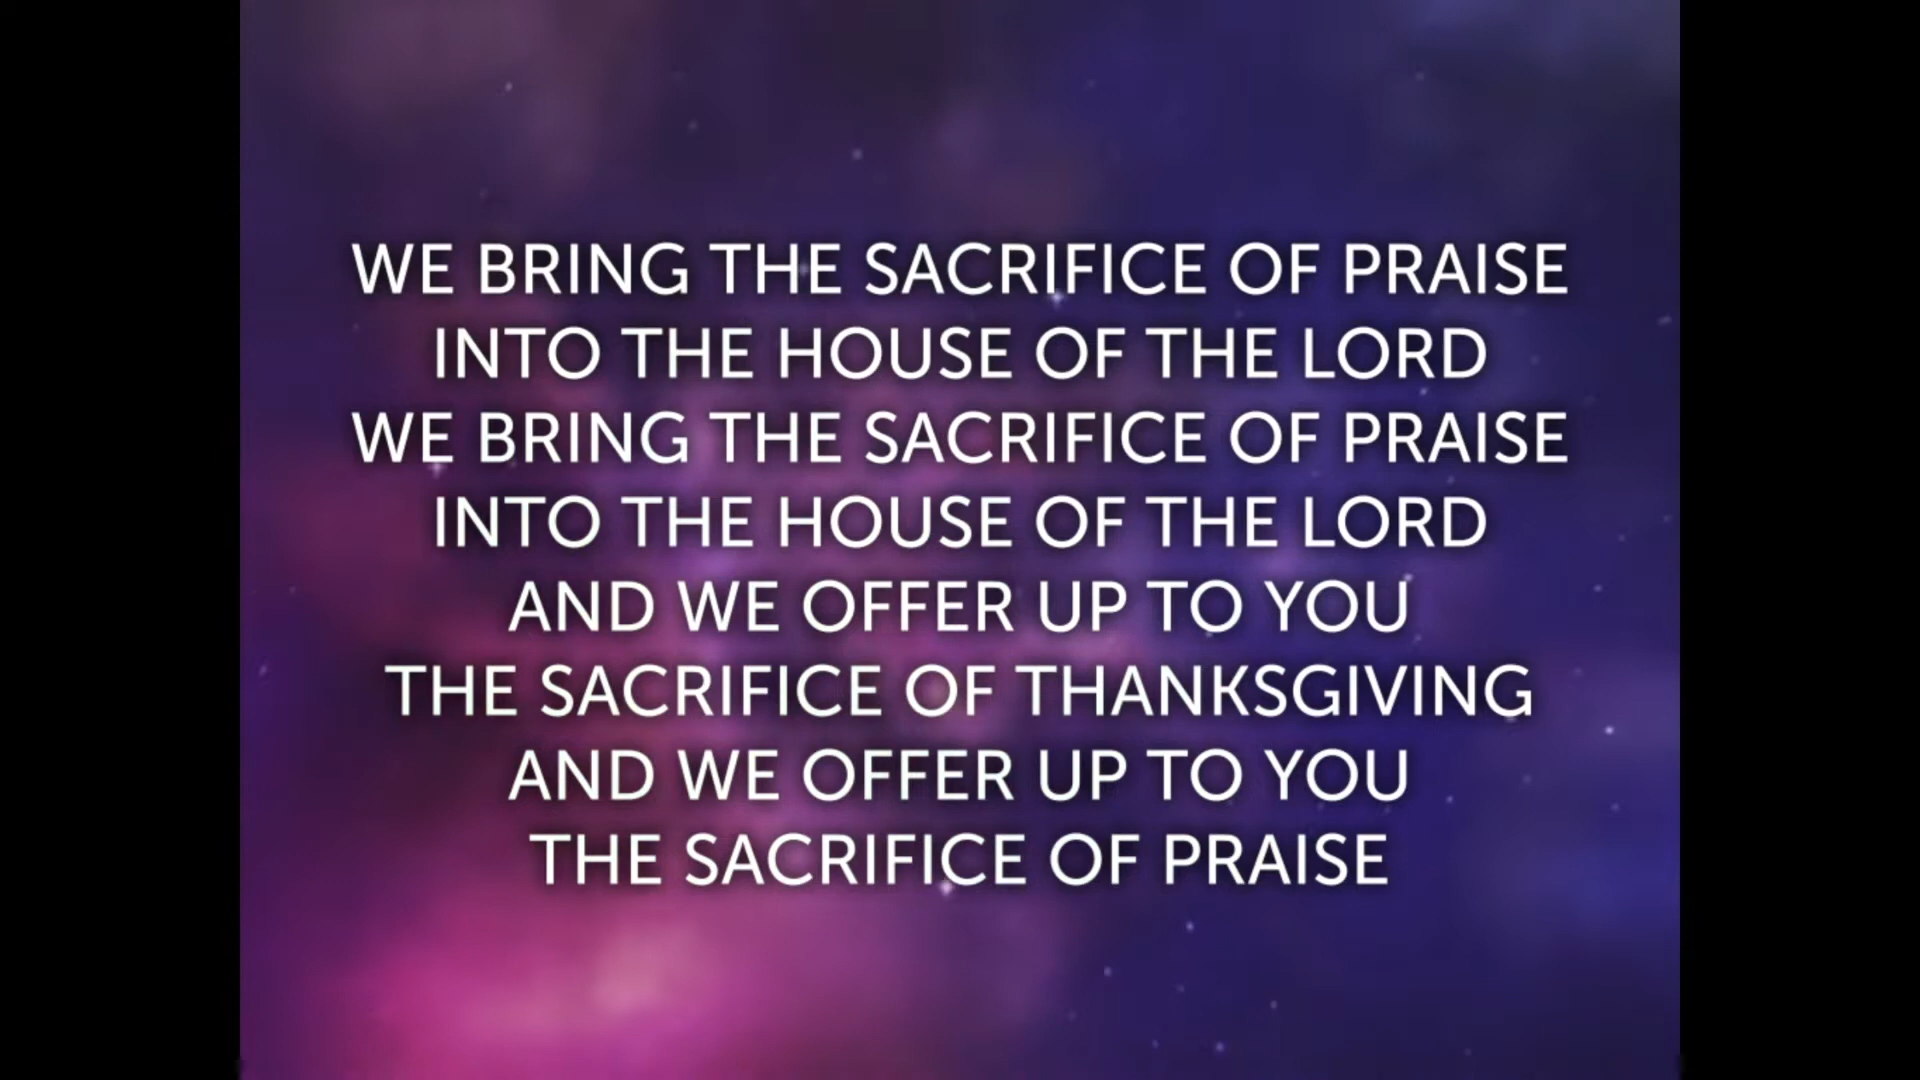 WE BRING THE SACRIFICE OF PRAISE
INTO THE HOUSE OF THE LORD
WE BRING THE SACRIFICE OF PRAISE
INTO THE HOUSE OF THE LORD
AND WE OFFER UP TO YOU
THE SACRIFICE OF THANKSGIVING
AND WE OFFER UP TO YOU
THE SACRIFICE OF PRAISE